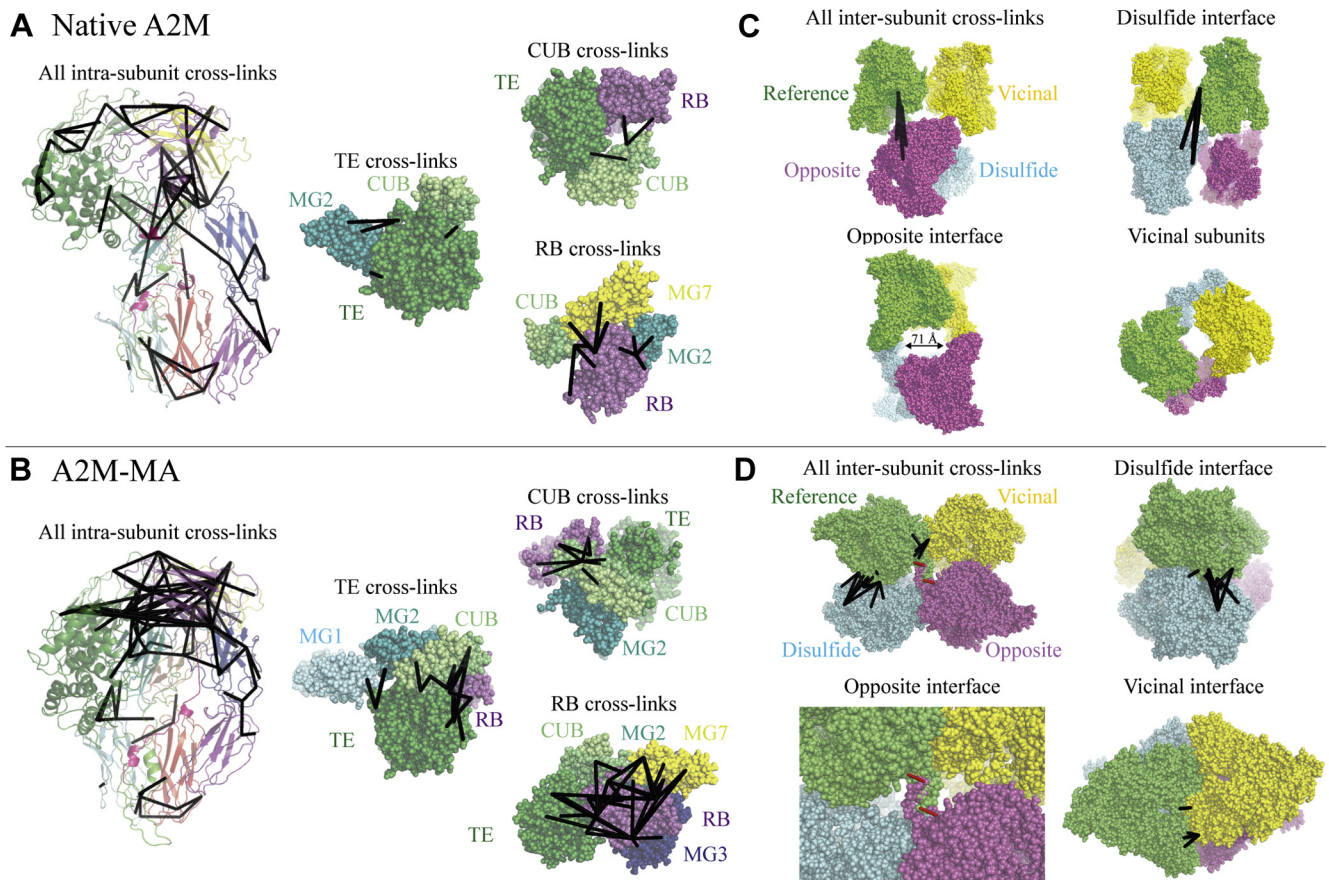 A Native A2M
All intra-subunit cross-links
TE cross-links
CUB
MG2
TE
CUB cross-links
TE
RB
CUB
RB cross-links
CUB
MG7
MG2
RB
B A2M-MA
All intra-subunit cross-links
TE cross-links
MG2
CUB
MG1
RB
TE
CUB cross-links
RB
TE
CUB
MG2
RB cross-links
CUB
MG2
MG7
TE
RB
MG3
C
All inter-subunit cross-links
Disulfide interface
Reference
Vicinal
Opposite
Disulfide
Opposite interface
Vicinal subunits
71 Å
D
All inter-subunit cross-links
Disulfide interface
Reference
Vicinal
Disulfide
Opposite
Opposite interface
Vicinal interface